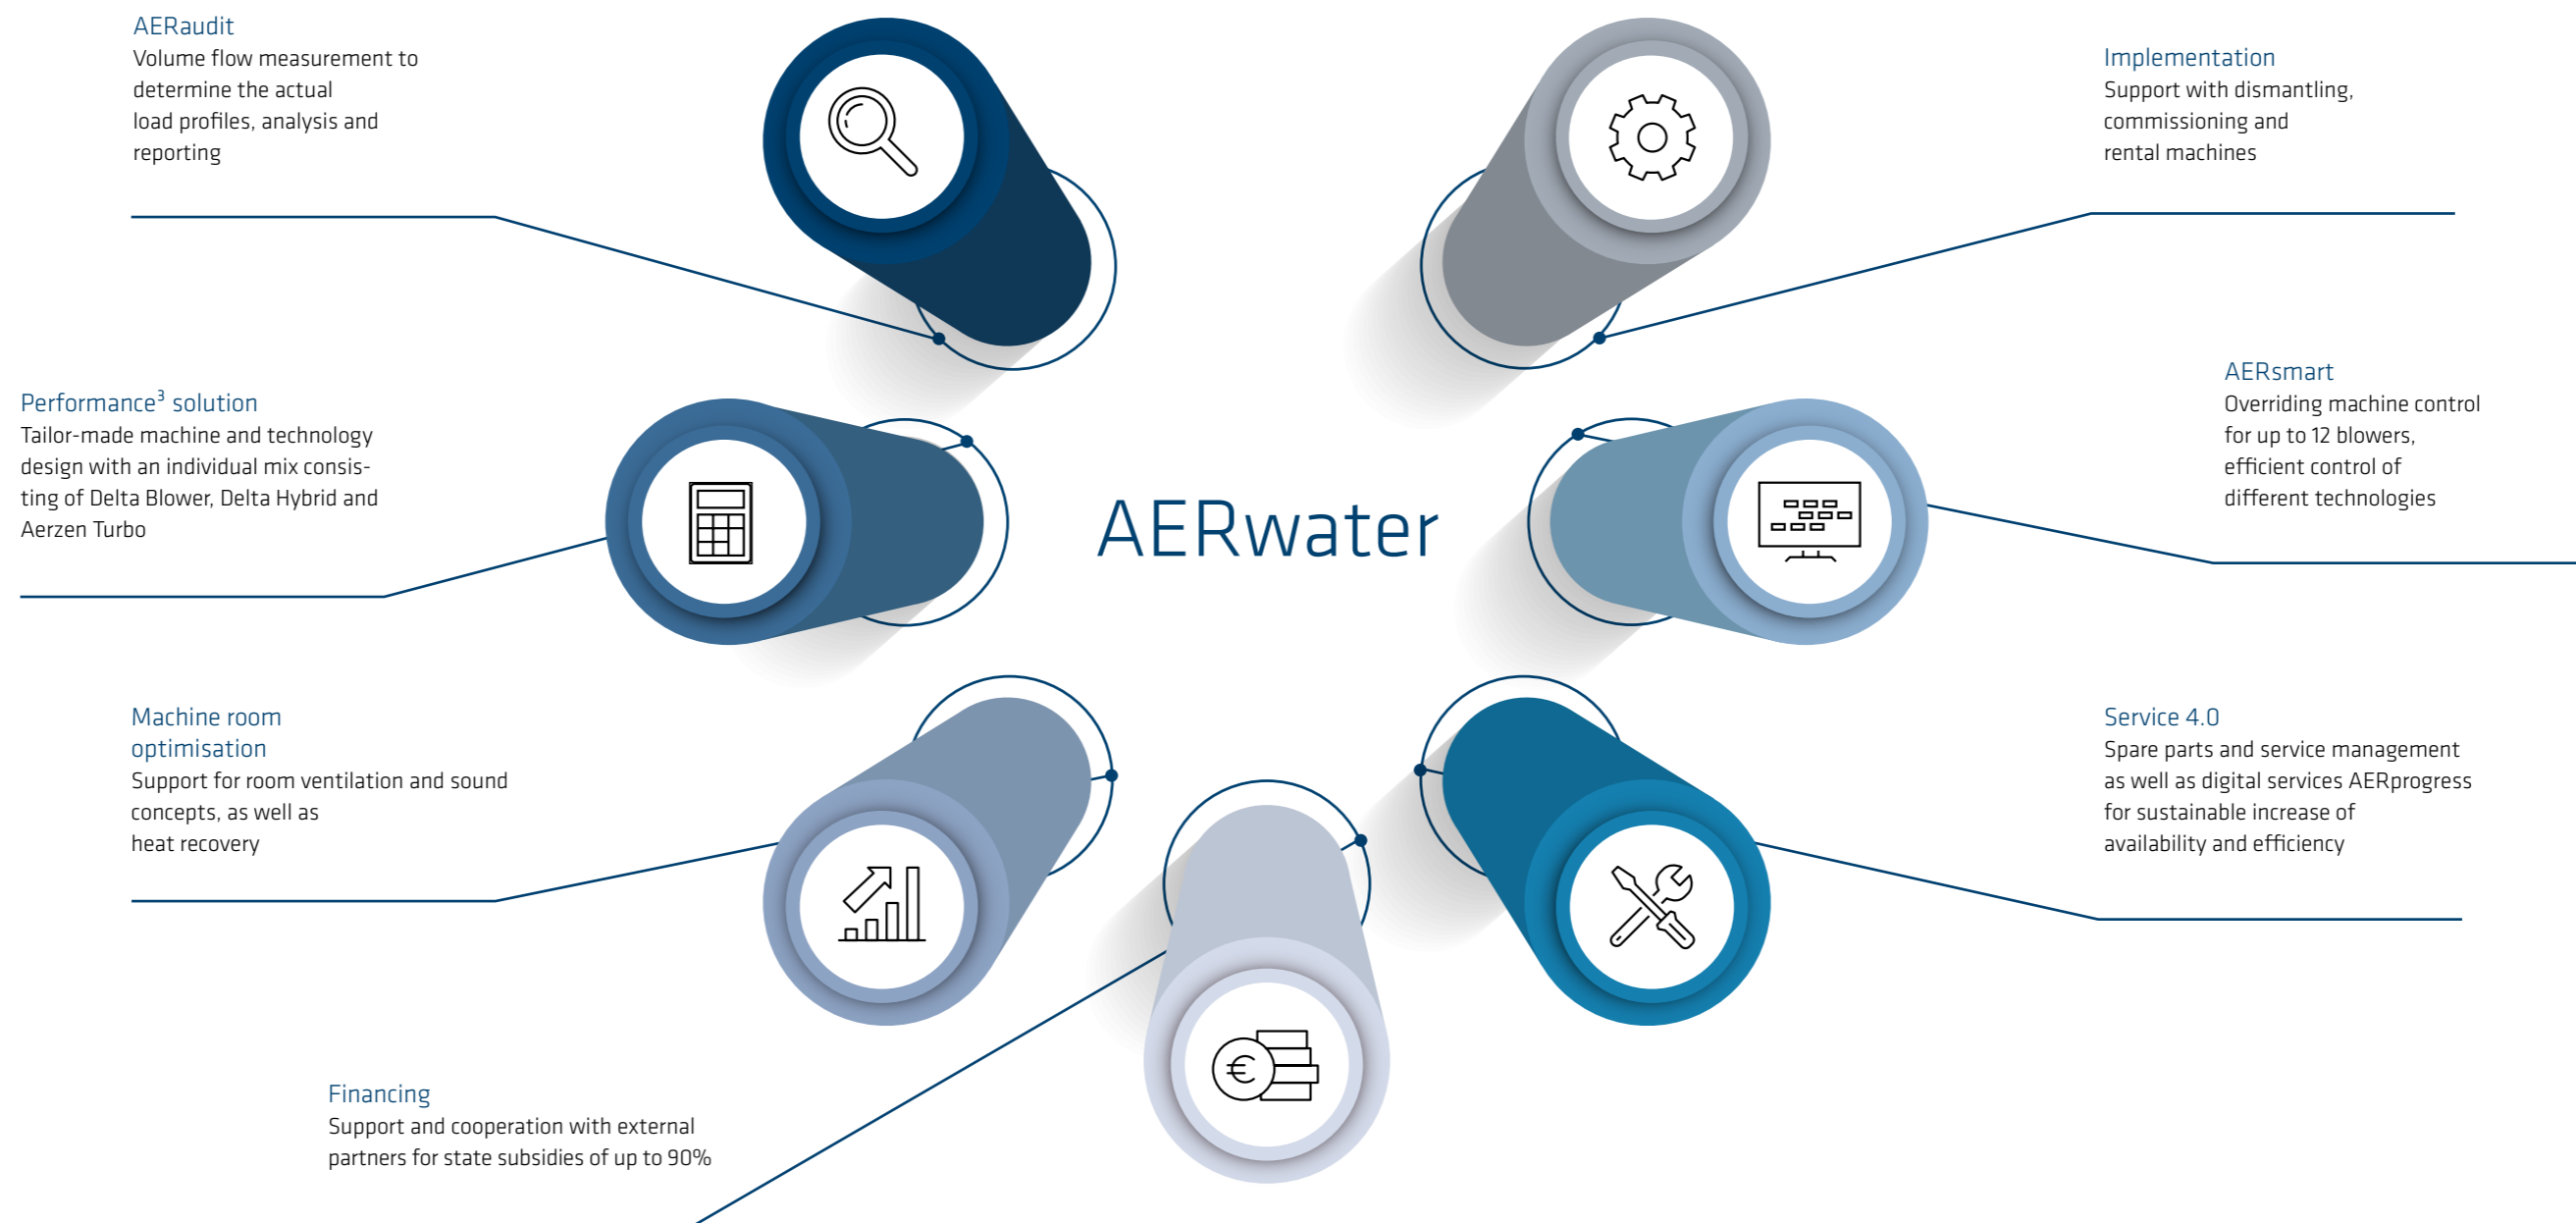 AERaudit
Volume flow measurement to
determine the actual
load profiles, analysis and
reporting
Performance³ solution
Tailor-made machine and technology
design with an individual mix consis-
ting of Delta Blower, Delta Hybrid and
Aerzen Turbo
Machine room
optimisation
Support for room ventilation and sound
concepts, as well as
heat recovery
Financing
Support and cooperation with external
partners for state subsidies of up to 90%
AERwater
€
Implementation
Support with dismantling,
commissioning and
rental machines
AERsmart
Overriding machine control
for up to 12 blowers,
efficient control of
different technologies
Service 4.0
Spare parts and service management
as well as digital services AERprogress
for sustainable increase of
availability and efficiency